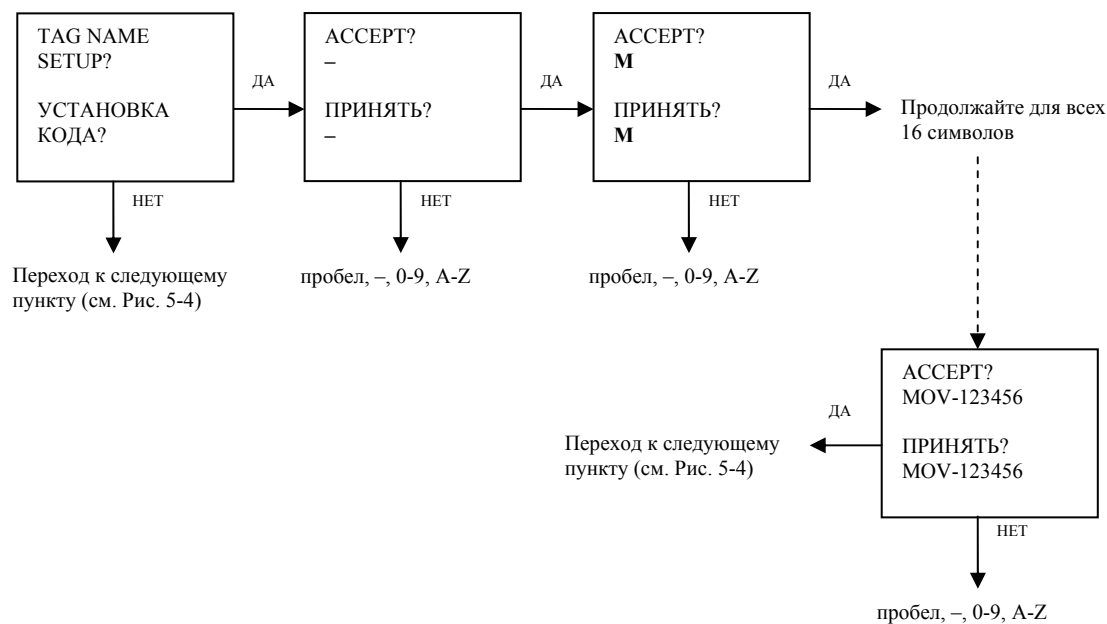 TAG NAME
SETUP?
УСТАНОВКА
КОДА?
ДА
НЕТ
Переход к следующему
пункту (см. Рис. 5-4)
ACCEPT?
–
ПРИНЯТЬ?
–
ДА
НЕТ
пробел, –, 0-9, A-Z
ACCEPT?
M
ПРИНЯТЬ?
M
ДА
НЕТ
пробел, –, 0-9, A-Z
Продолжайте для всех
16 символов
ACCEPT?
MOV-123456
ПРИНЯТЬ?
MOV-123456
ДА
Переход к следующему
пункту (см. Рис. 5-4)
НЕТ
пробел, –, 0-9, A-Z